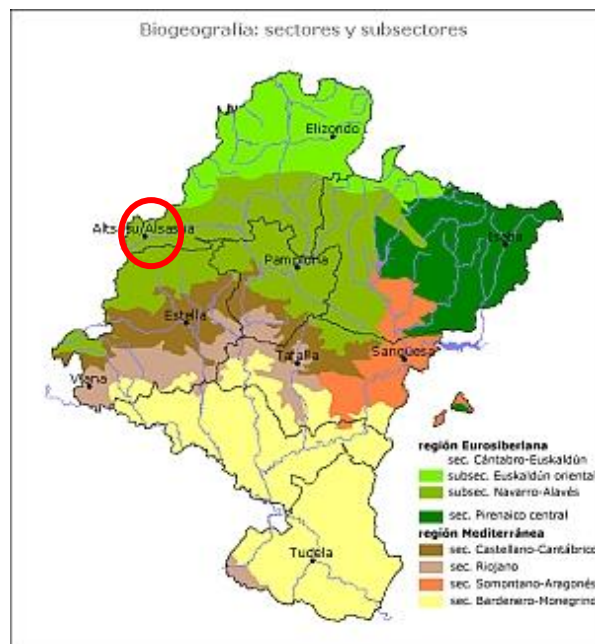 Biogeografía: sectores y subsectores
Elizondo
Altsasu/Alsasua
Isaba
Pamplona
Estella
Tafalla
Sangüesa
Viana
Tudela
región Eurosiberiana
sec. Cántabro-Euskaldún
subsec. Euskaldún oriental
subsec. Navarro-Alavés
sec. Pirenaico central
región Mediterránea
sec. Castellano-Cantábrico
sec. Riojano
sec. Somontano-Aragonés
sec. Bardenero-Monegrino